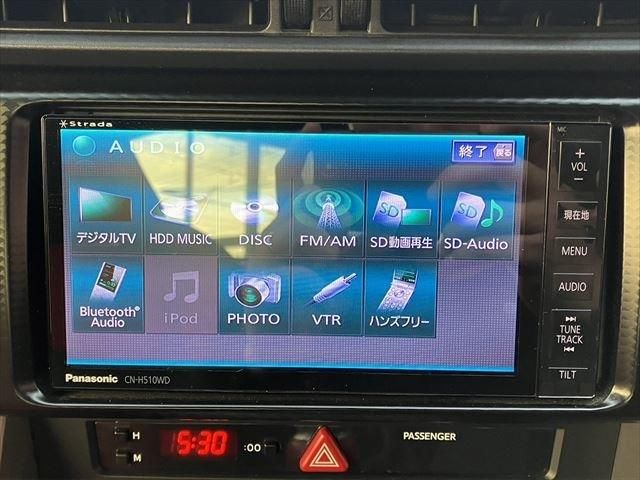 Strada
MIC
AUDIO
終了 戻る
デジタルTV HDD MUSIC DISC FM/AM SD動画再生 SD-Audio
Bluetooth® Audio iPod PHOTO VTR ハンズフリー
+
VOL
−
現在地
MENU
AUDIO
TUNE
TRACK
TILT
Panasonic CN-H510WD
H 5:30 :00
M
PASSENGER